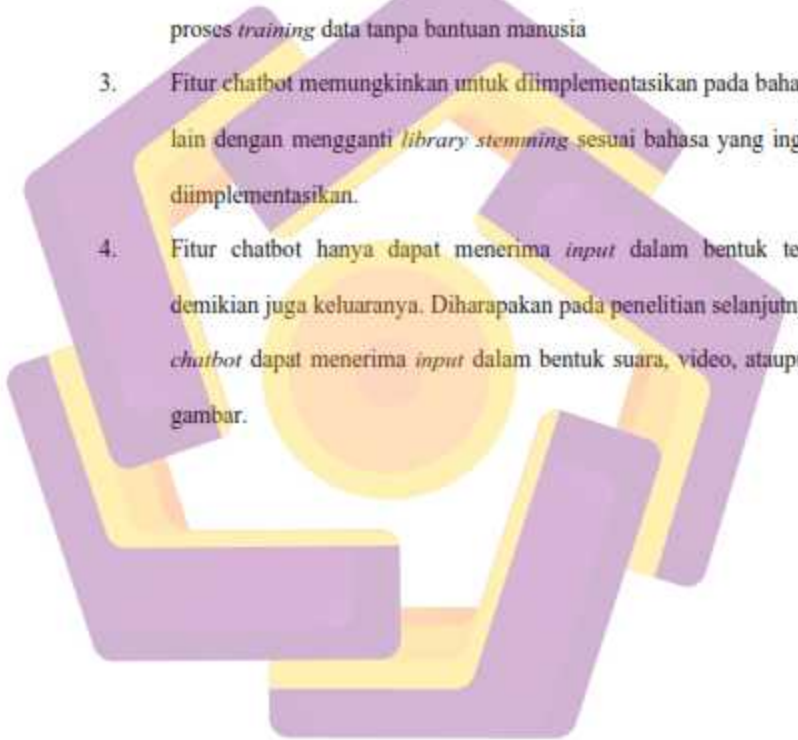 proses training data tanpa bantuan manusia
3. Fitur chatbot memungkinkan untuk diimplementasikan pada baha
lain dengan mengganti library stemming sesuai bahasa yang ing
diimplementasikan.
4. Fitur chatbot hanya dapat menerima input dalam bentuk te
demikian juga keluaranya. Diharapakan pada penelitian selanjutn
chatbot dapat menerima input dalam bentuk suara, video, ataup
gambar.